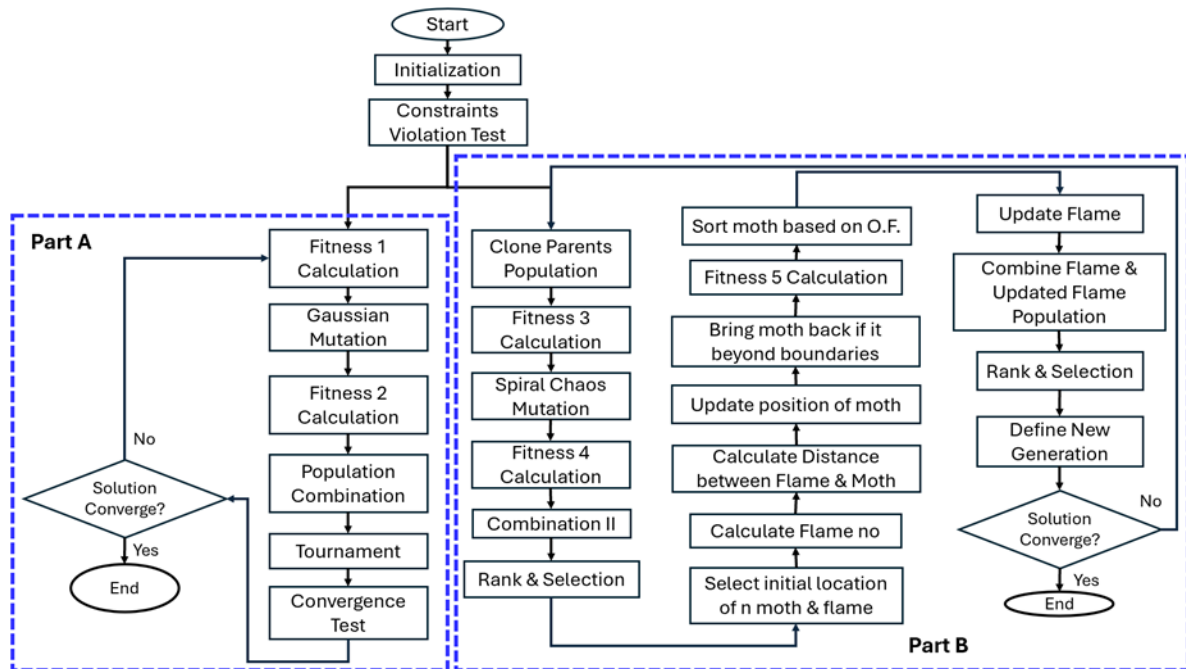 Start
Initialization
Constraints
Violation Test
Part A
Fitness 1
Calculation
Gaussian
Mutation
Fitness 2
Calculation
Population
Combination
Tournament
Convergence
Test
No
Solution
Converge?
Yes
End
Clone Parents
Population
Fitness 3
Calculation
Spiral Chaos
Mutation
Fitness 4
Calculation
Combination II
Rank & Selection
Select initial location
of n moth & flame
Calculate Flame no
Calculate Distance
between Flame & Moth
Update position of moth
Bring moth back if it
beyond boundaries
Fitness 5 Calculation
Sort moth based on O.F.
Update Flame
Combine Flame &
Updated Flame
Population
Rank & Selection
Define New
Generation
No
Solution
Converge?
Yes
End
Part B